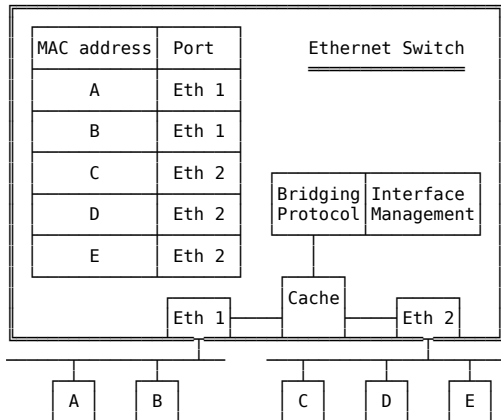 MAC address Port
Ethernet Switch
A Eth 1
B Eth 1
C Eth 2
D Eth 2
E Eth 2
Bridging Protocol
Interface Management
Cache
Eth 1
Eth 2
A B C D E